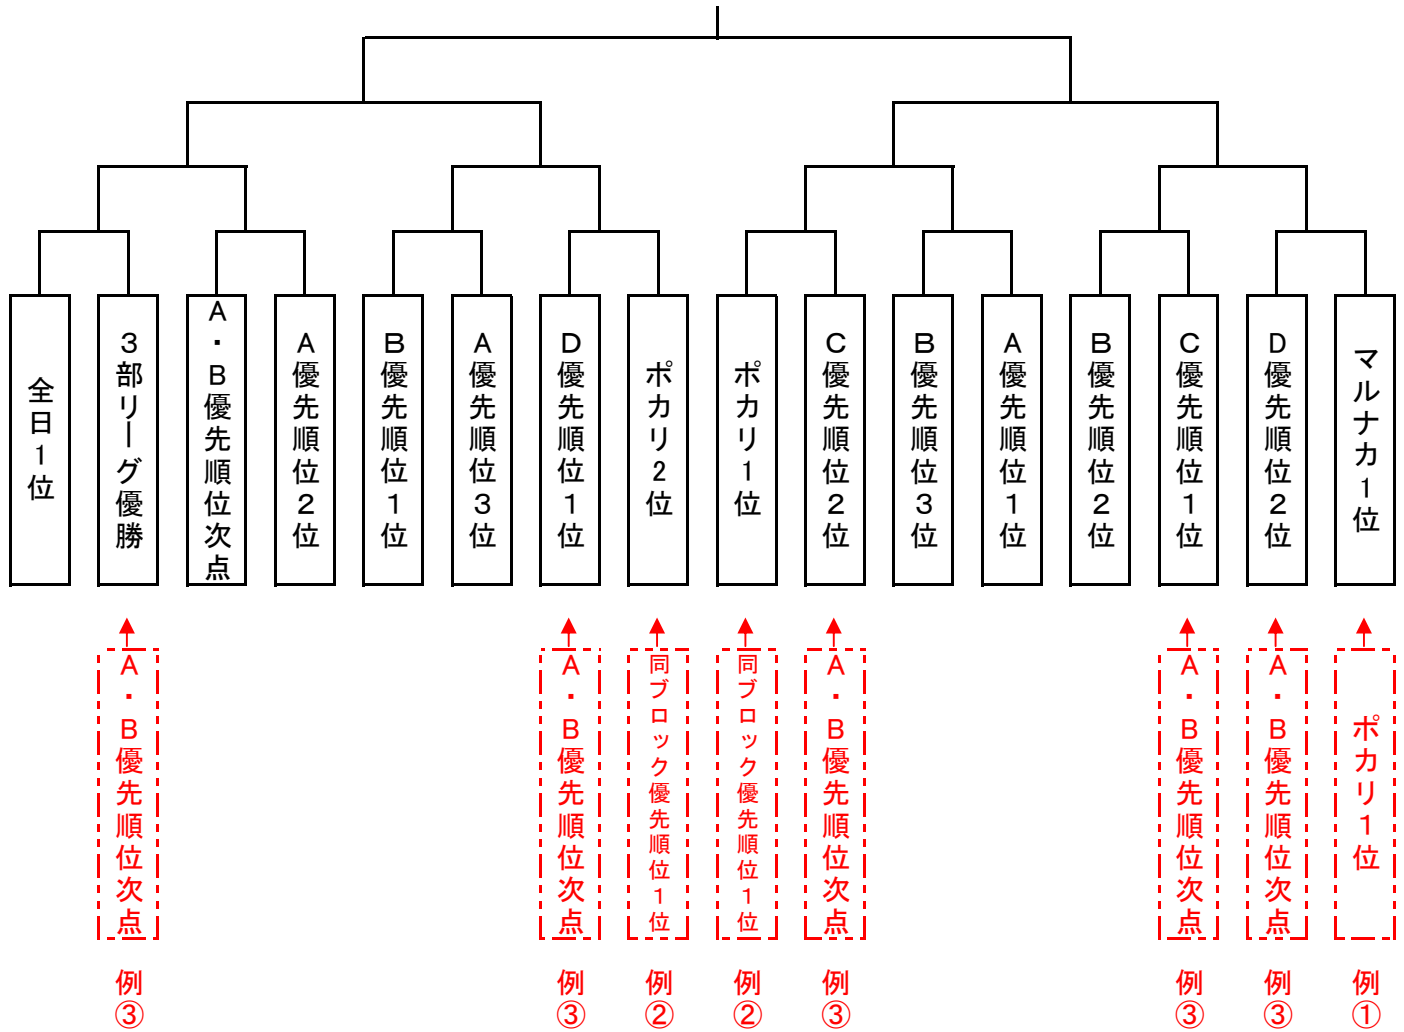 全日1位
3部リーグ優勝
A・B優先順位次点
A優先順位2位
B優先順位1位
A優先順位3位
D優先順位1位
ポカリ2位
ポカリ1位
C優先順位2位
B優先順位3位
A優先順位1位
B優先順位2位
C優先順位1位
D優先順位2位
マルナカ1位
A・B優先順位次点
A・B優先順位次点
同ブロック優先順位1位
同ブロック優先順位1位
A・B優先順位次点
A・B優先順位次点
A・B優先順位次点
ポカリ1位
例③
例③
例②
例②
例③
例③
例③
例①